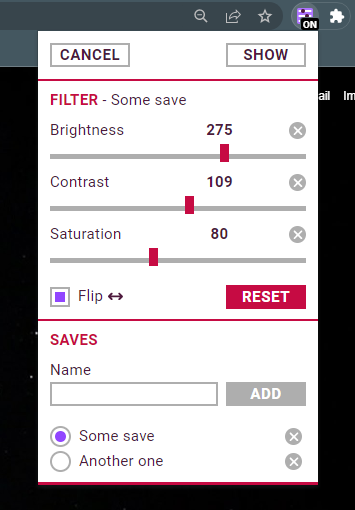 ON
CANCEL SHOW
ail Im
FILTER - Some save
Brightness 275
Contrast 109
Saturation 80
Flip ↔ RESET
SAVES
Name
ADD
Some save
Another one